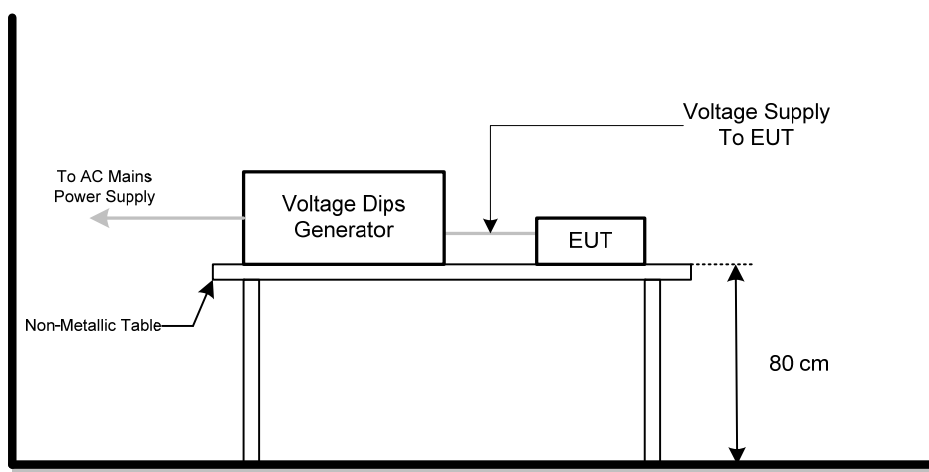 Voltage Supply
To EUT
To AC Mains
Power Supply
Voltage Dips
Generator
EUT
Non-Metallic Table
80 cm